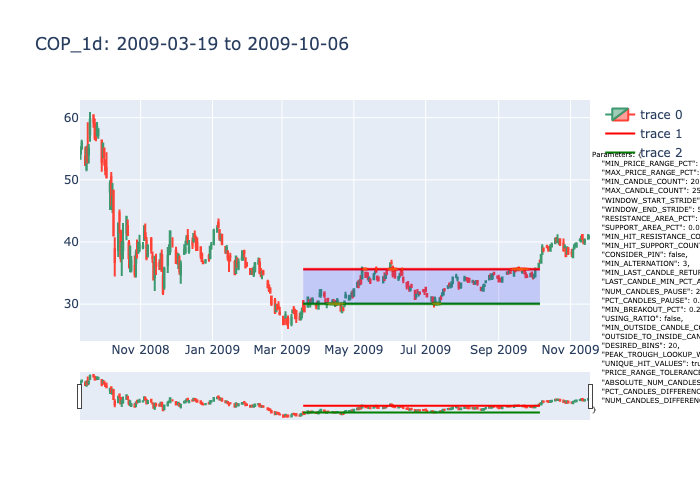 COP_1d: 2009-03-19 to 2009-10-06
60
50
40
30
Nov 2008
Jan 2009
Mar 2009
May 2009
Jul 2009
Sep 2009
Nov 2009
trace 0
trace 1
trace 2
Parameters: {
"MIN_PRICE_RANGE_PCT":
"MAX_PRICE_RANGE_PCT":
"MIN_CANDLE_COUNT": 20
"MAX_CANDLE_COUNT": 25
"WINDOW_START_STRIDE"
"WINDOW_END_STRIDE":
"RESISTANCE_AREA_PCT":
"SUPPORT_AREA_PCT": 0.0
"MIN_HIT_RESISTANCE_CO
"MIN_HIT_SUPPORT_COUNT
"CONSIDER_PIN": false,
"MIN_ALTERNATION": 3,
"MIN_LAST_CANDLE_RETUR
"LAST_CANDLE_MIN_PCT_A
"NUM_CANDLES_PAUSE": 2
"PCT_CANDLES_PAUSE": 0.
"MIN_BREAKOUT_PCT": 0.2
"USING_RATIO": false,
"MIN_OUTSIDE_CANDLE_C
"OUTSIDE_TO_INSIDE_CAN
"DESIRED_BINS": 20,
"PEAK_TROUGH_LOOKUP_W
"UNIQUE_HIT_VALUES": tru
"PRICE_RANGE_TOLERANC
"ABSOLUTE_NUM_CANDLES
"PCT_CANDLES_DIFFERENC
"NUM_CANDLES_DIFFEREN
}